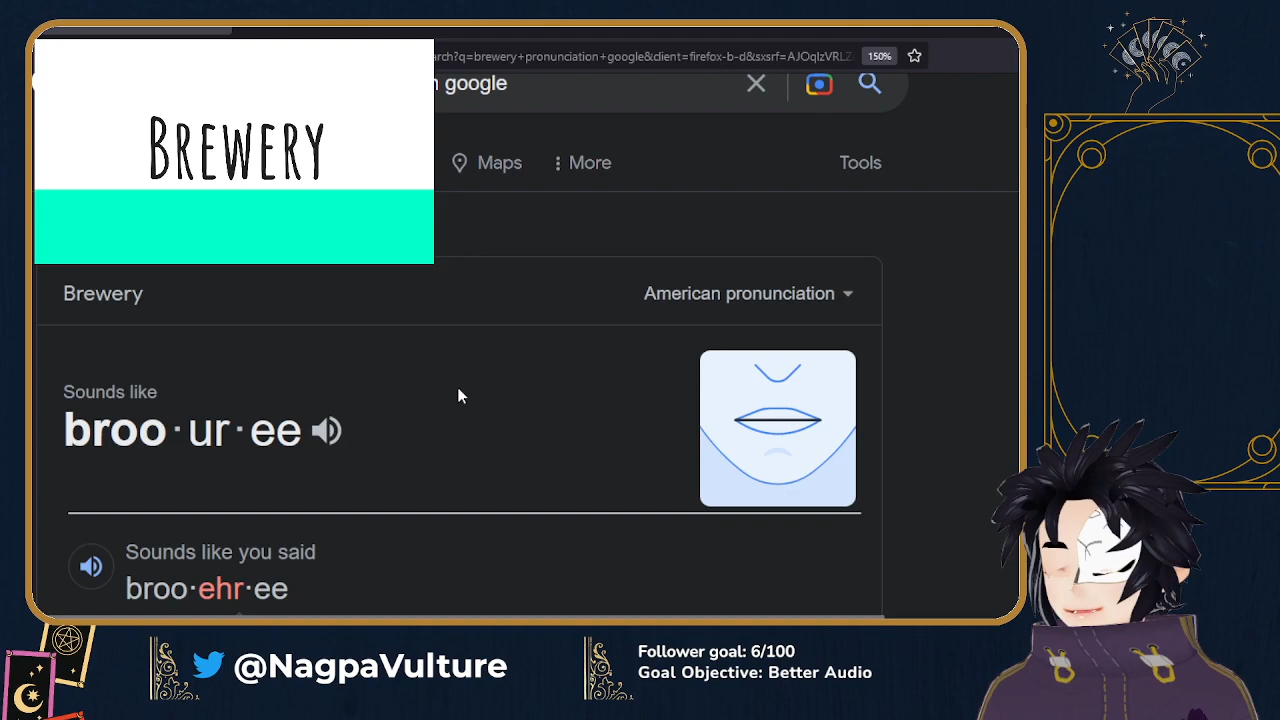 arch?q=brewery+pronunciation+google&client=firefox-b-d&sxsrf=AJOqlzVRLZ
150%
google
Brewery
Maps
More
Tools
Brewery
American pronunciation
Sounds like
broo·ur·ee
Sounds like you said
broo·ehr·ee
@NagpaVulture
Follower goal: 6/100
Goal Objective: Better Audio